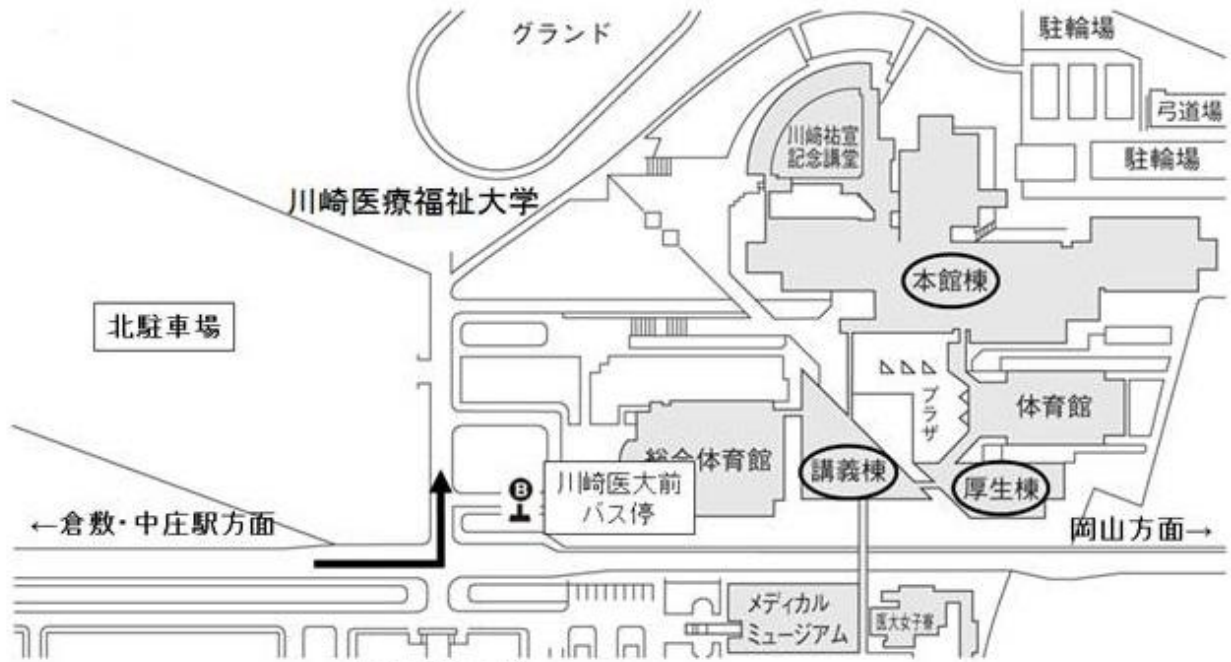 グランド
駐輪場
弓道場
駐輪場
川﨑祐宣
記念講堂
川崎医療福祉大学
本館棟
北駐車場
プラザ
体育館
総合体育館
講義棟
厚生棟
B
川崎医大前
バス停
←倉敷・中庄駅方面
岡山方面→
メディカル
ミュージアム
医大女子寮